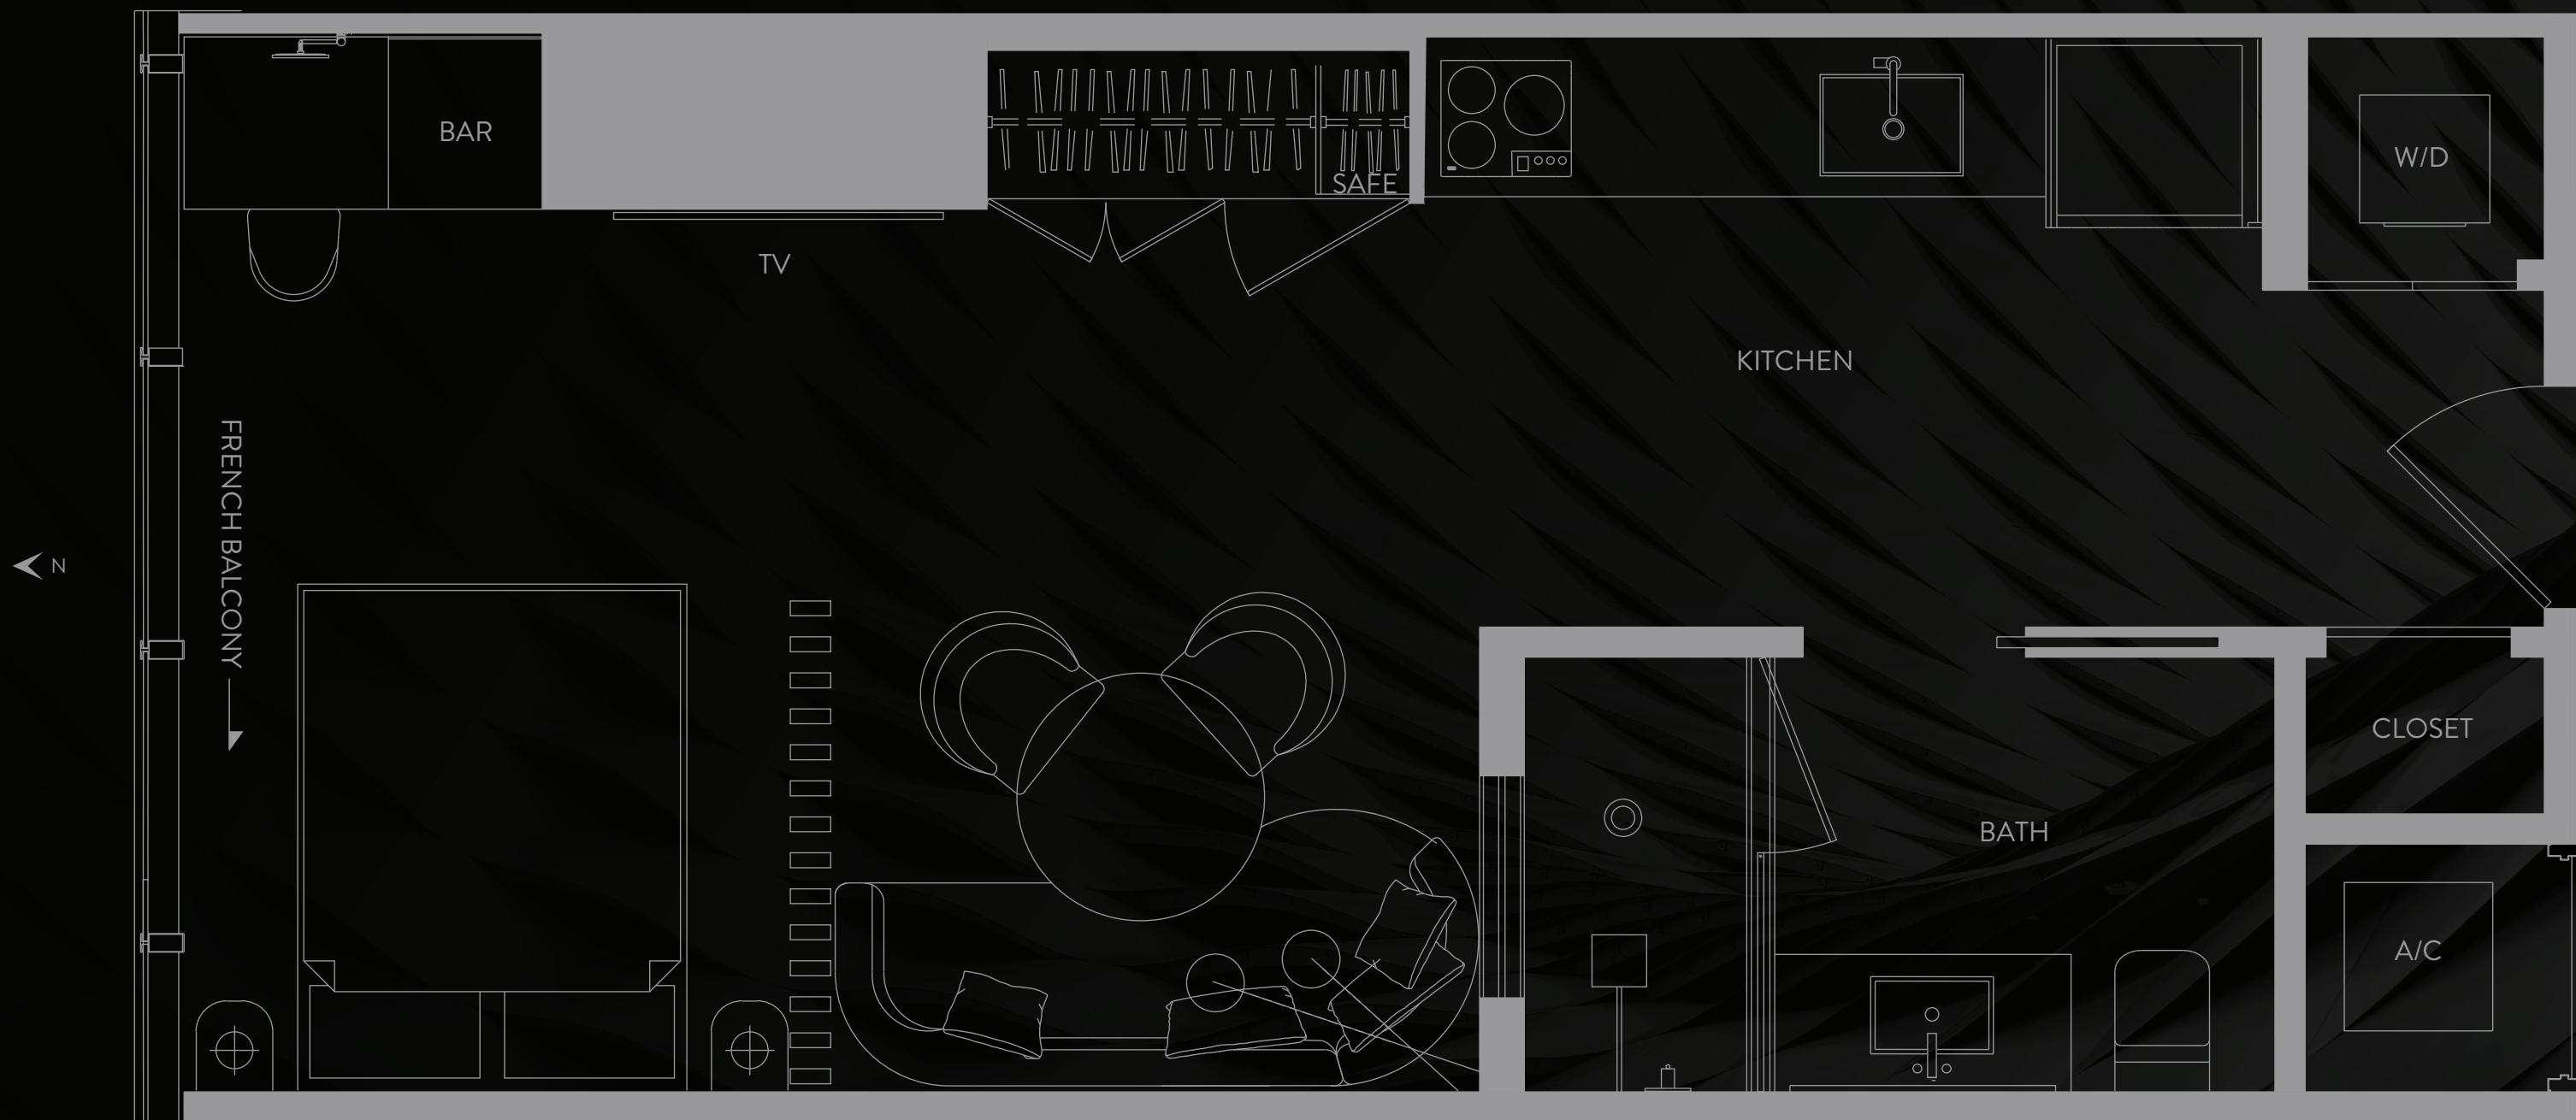 BAR
SAFE
W/D
TV
KITCHEN
FRENCH BALCONY
N
CLOSET
BATH
A/C